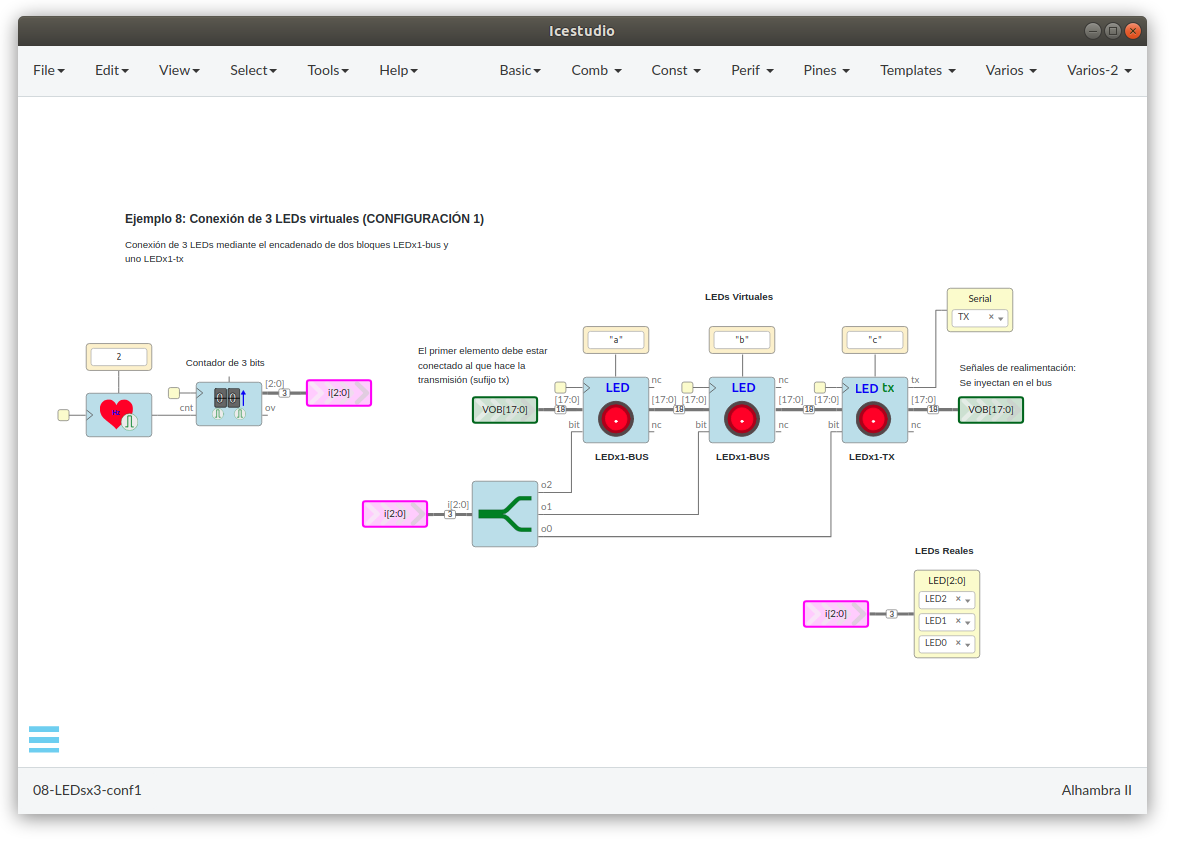 Icestudio
File Edit View Select Tools Help Basic Comb Const Perif Pines Templates Varios Varios-2
Ejemplo 8: Conexión de 3 LEDs virtuales (CONFIGURACIÓN 1)
Conexión de 3 LEDs mediante el encadenado de dos bloques LEDx1-bus y
uno LEDx1-tx
LEDs Virtuales
Serial
TX
2
Contador de 3 bits
[2:0]
3
i[2:0]
cnt
ov
Hz
00
El primer elemento debe estar
conectado al que hace la
transmisión (sufijo tx)
"a"
"b"
"c"
Señales de realimentación:
Se inyectan en el bus
VOB[17:0]
[17:0]
18
bit
LED
nc
[17:0]
nc
LEDx1-BUS
[17:0]
18
bit
LED
nc
[17:0]
nc
LEDx1-BUS
[17:0]
18
bit
LED tx
tx
[17:0]
nc
LEDx1-TX
18
VOB[17:0]
i[2:0]
3
i[2:0]
o2
o1
o0
LEDs Reales
i[2:0]
3
LED[2:0]
LED2
LED1
LED0
08-LEDsx3-conf1
Alhambra II